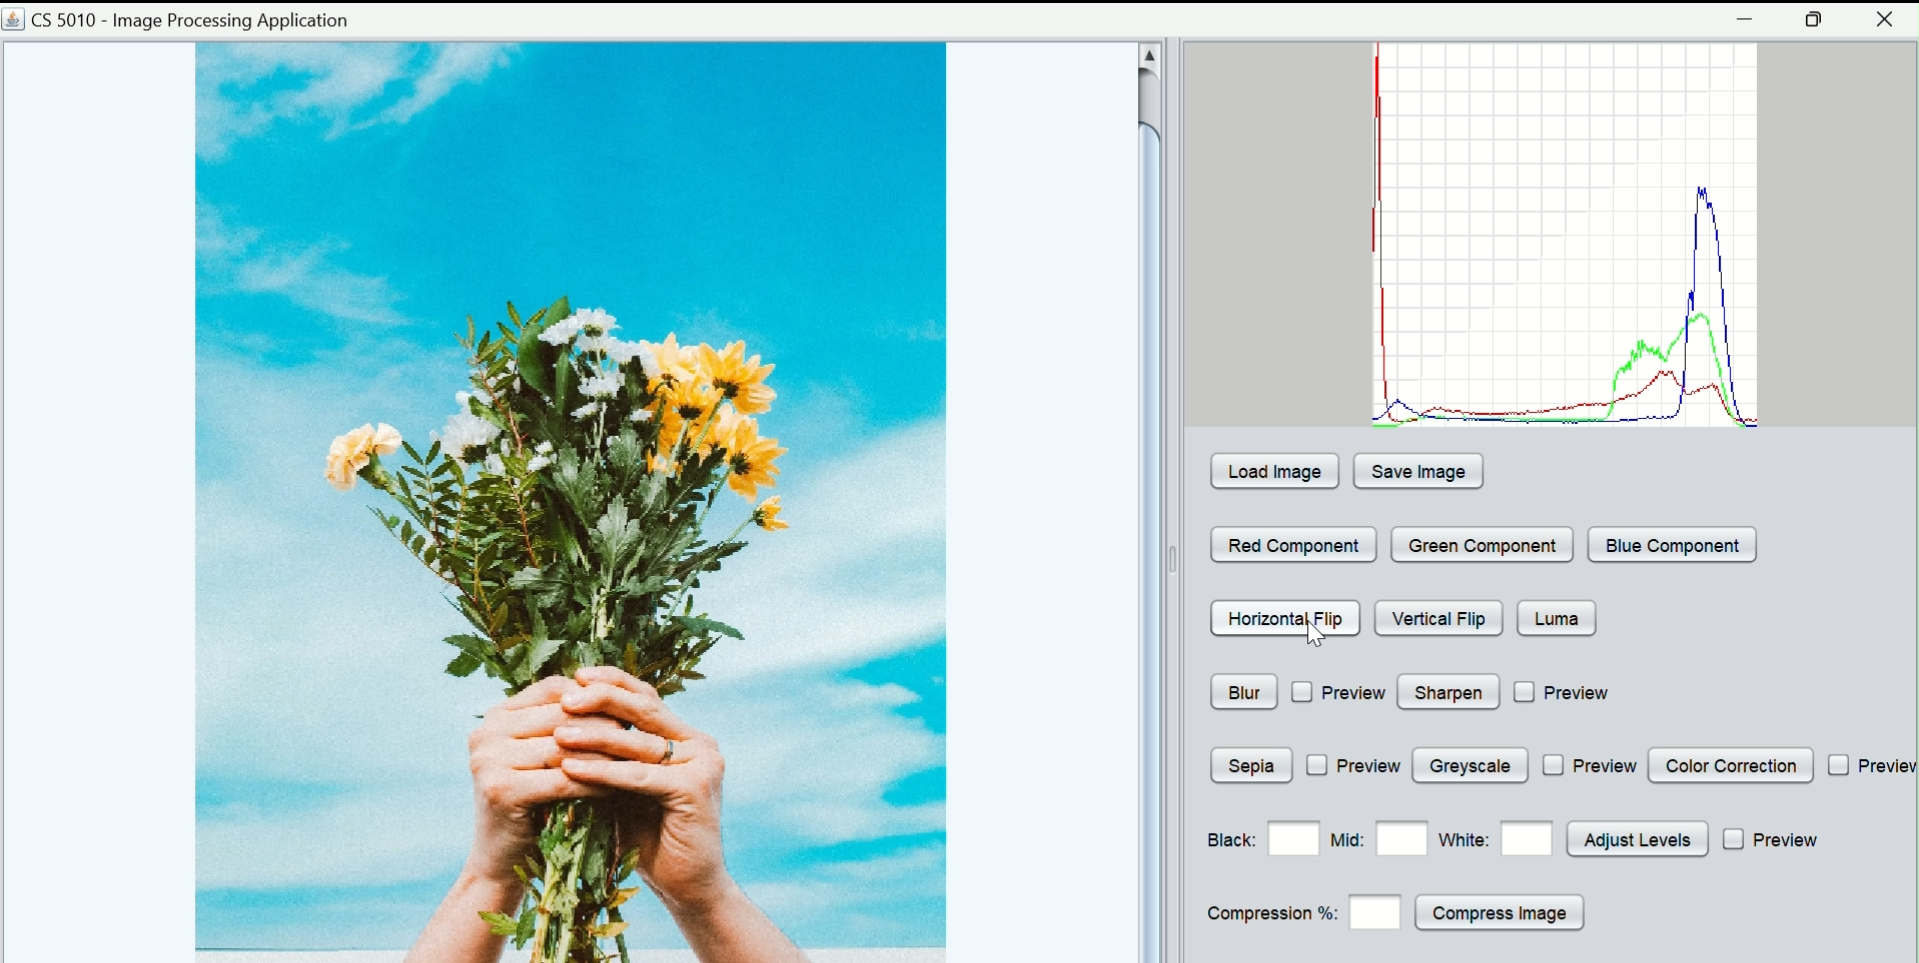 CS 5010 - Image Processing Application
Load Image Save Image
Red Component Green Component Blue Component
Horizontal Flip Vertical Flip Luma
Blur Preview Sharpen Preview
Sepia Preview Greyscale Preview Color Correction Preview
Black: Mid: White: Adjust Levels Preview
Compression %: Compress Image